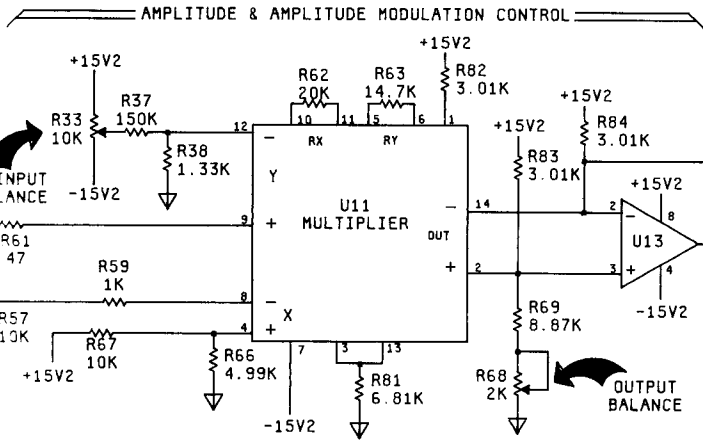 AMPLITUDE & AMPLITUDE MODULATION CONTROL
+15V2
+15V2
R62
20K
R63
14.7K
R82
3.01K
+15V2
R33
10K
R37
150K
12
10
11
5
6
1
RX
RY
+15V2
R84
3.01K
R83
3.01K
R38
1.33K
INPUT
-15V2
Y
U11
MULTIPLIER
14
2
+15V2
8
9
OUT
U13
R61
47
2
3
4
R59
1K
8
-15V2
X
R69
8.87K
10K
R67
10K
4
7
3
13
+15V2
R66
4.99K
R81
6.81K
R68
2K
OUTPUT
BALANCE
-15V2